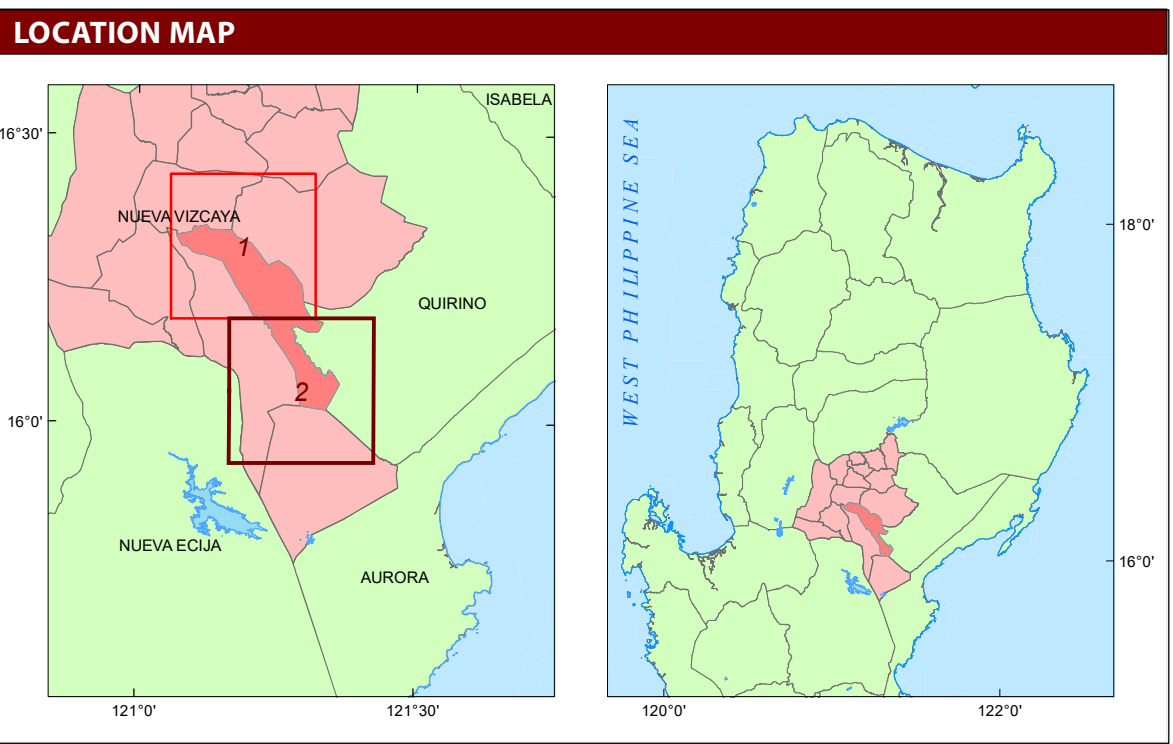 LOCATION MAP
ISABELA
16°30'
NUEVA VIZCAYA
1
QUIRINO
2
16°0'
NUEVA ECIJA
AURORA
121°0'
121°30'
WEST PHILIPPINE SEA
18°0'
16°0'
120°0'
122°0'